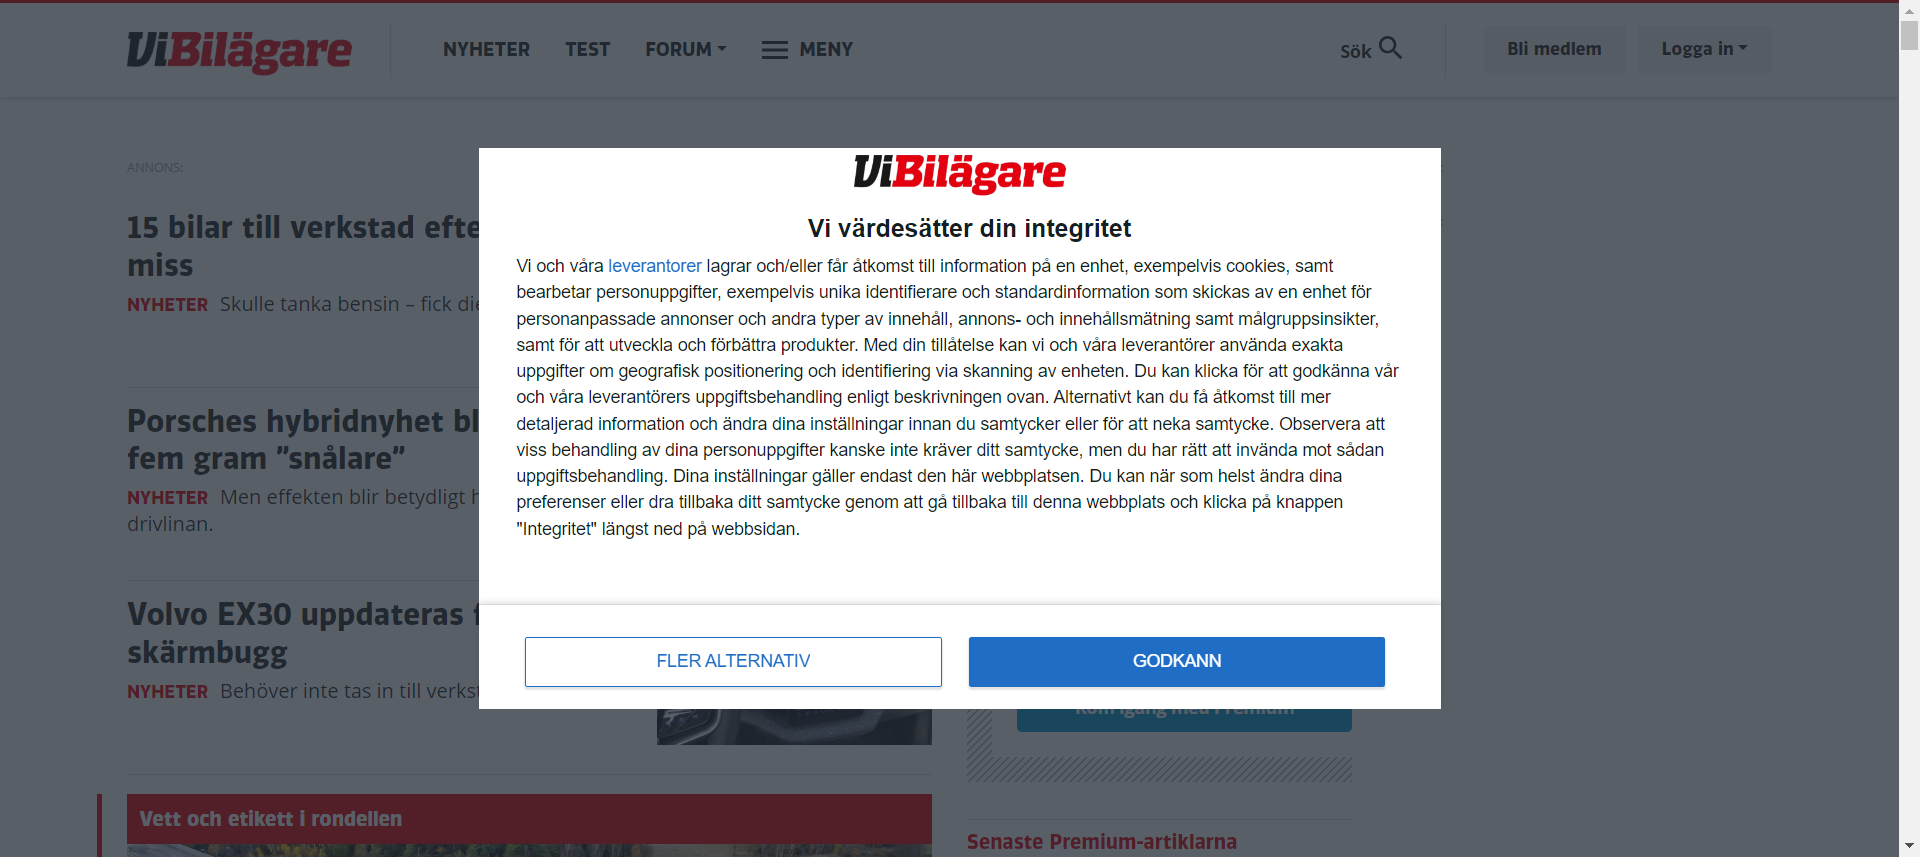 ViBilägare
NYHETER
TEST
FORUM
MENY
Sök
Bli medlem
Logga in
ANNONS:
15 bilar till verkstad efte
miss
NYHETER Skulle tanka bensin – fick die
Porsches hybridnyhet bl
fem gram ”snålare”
NYHETER Men effekten blir betydligt h
drivlinan.
Volvo EX30 uppdateras f
skärmbugg
NYHETER Behöver inte tas in till verkst
Vett och etikett i rondellen
ViBilägare
Vi värdesätter din integritet
Vi och våra leverantorer lagrar och/eller får åtkomst till information på en enhet, exempelvis cookies, samt
bearbetar personuppgifter, exempelvis unika identifierare och standardinformation som skickas av en enhet för
personanpassade annonser och andra typer av innehåll, annons- och innehållsmätning samt målgruppsinsikter,
samt för att utveckla och förbättra produkter. Med din tillåtelse kan vi och våra leverantörer använda exakta
uppgifter om geografisk positionering och identifiering via skanning av enheten. Du kan klicka för att godkänna vår
och våra leverantörers uppgiftsbehandling enligt beskrivningen ovan. Alternativt kan du få åtkomst till mer
detaljerad information och ändra dina inställningar innan du samtycker eller för att neka samtycke. Observera att
viss behandling av dina personuppgifter kanske inte kräver ditt samtycke, men du har rätt att invända mot sådan
uppgiftsbehandling. Dina inställningar gäller endast den här webbplatsen. Du kan när som helst ändra dina
preferenser eller dra tillbaka ditt samtycke genom att gå tillbaka till denna webbplats och klicka på knappen
"Integritet" längst ned på webbsidan.
FLER ALTERNATIV
GODKANN
Kom igång med Premium
Senaste Premium-artiklarna